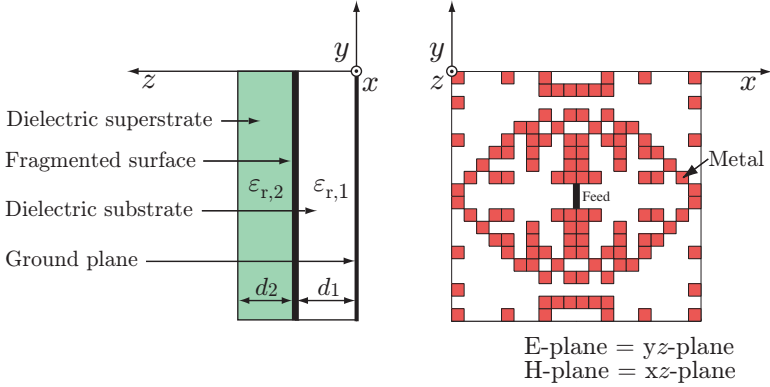 y
z
x
Dielectric superstrate
Fragmented surface
Dielectric substrate
Ground plane
εr,2
εr,1
d2
d1
y
z
x
Metal
Feed
E-plane = yz-plane
H-plane = xz-plane